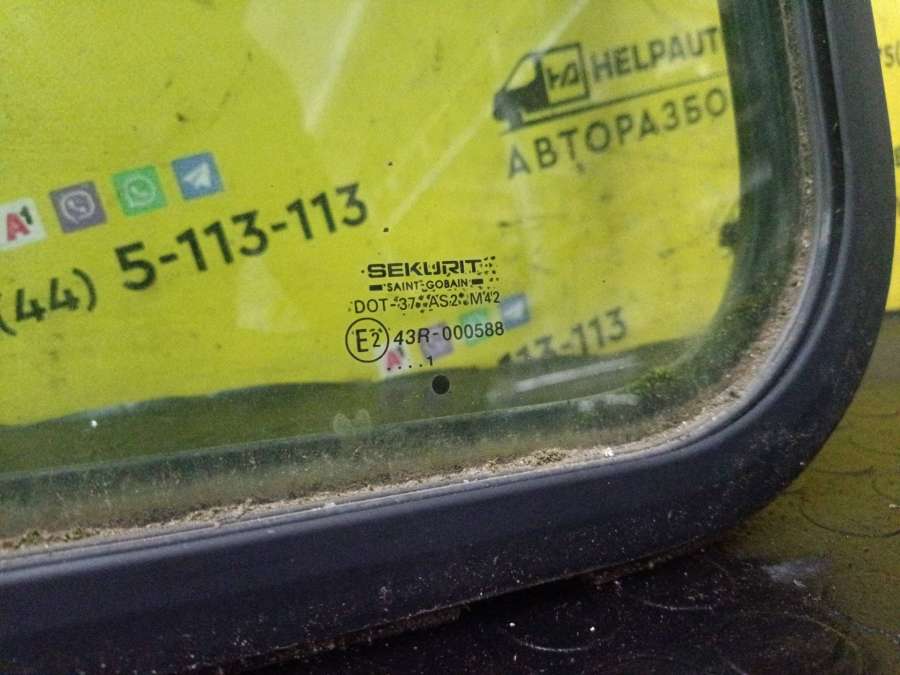 HELPAUT
АВТОРАЗБО
A1
(44) 5-113-113
SEKURIT
SAINT-GOBAIN
DOT-37 AS2 M42
E2 43R-000588
....1
113-113